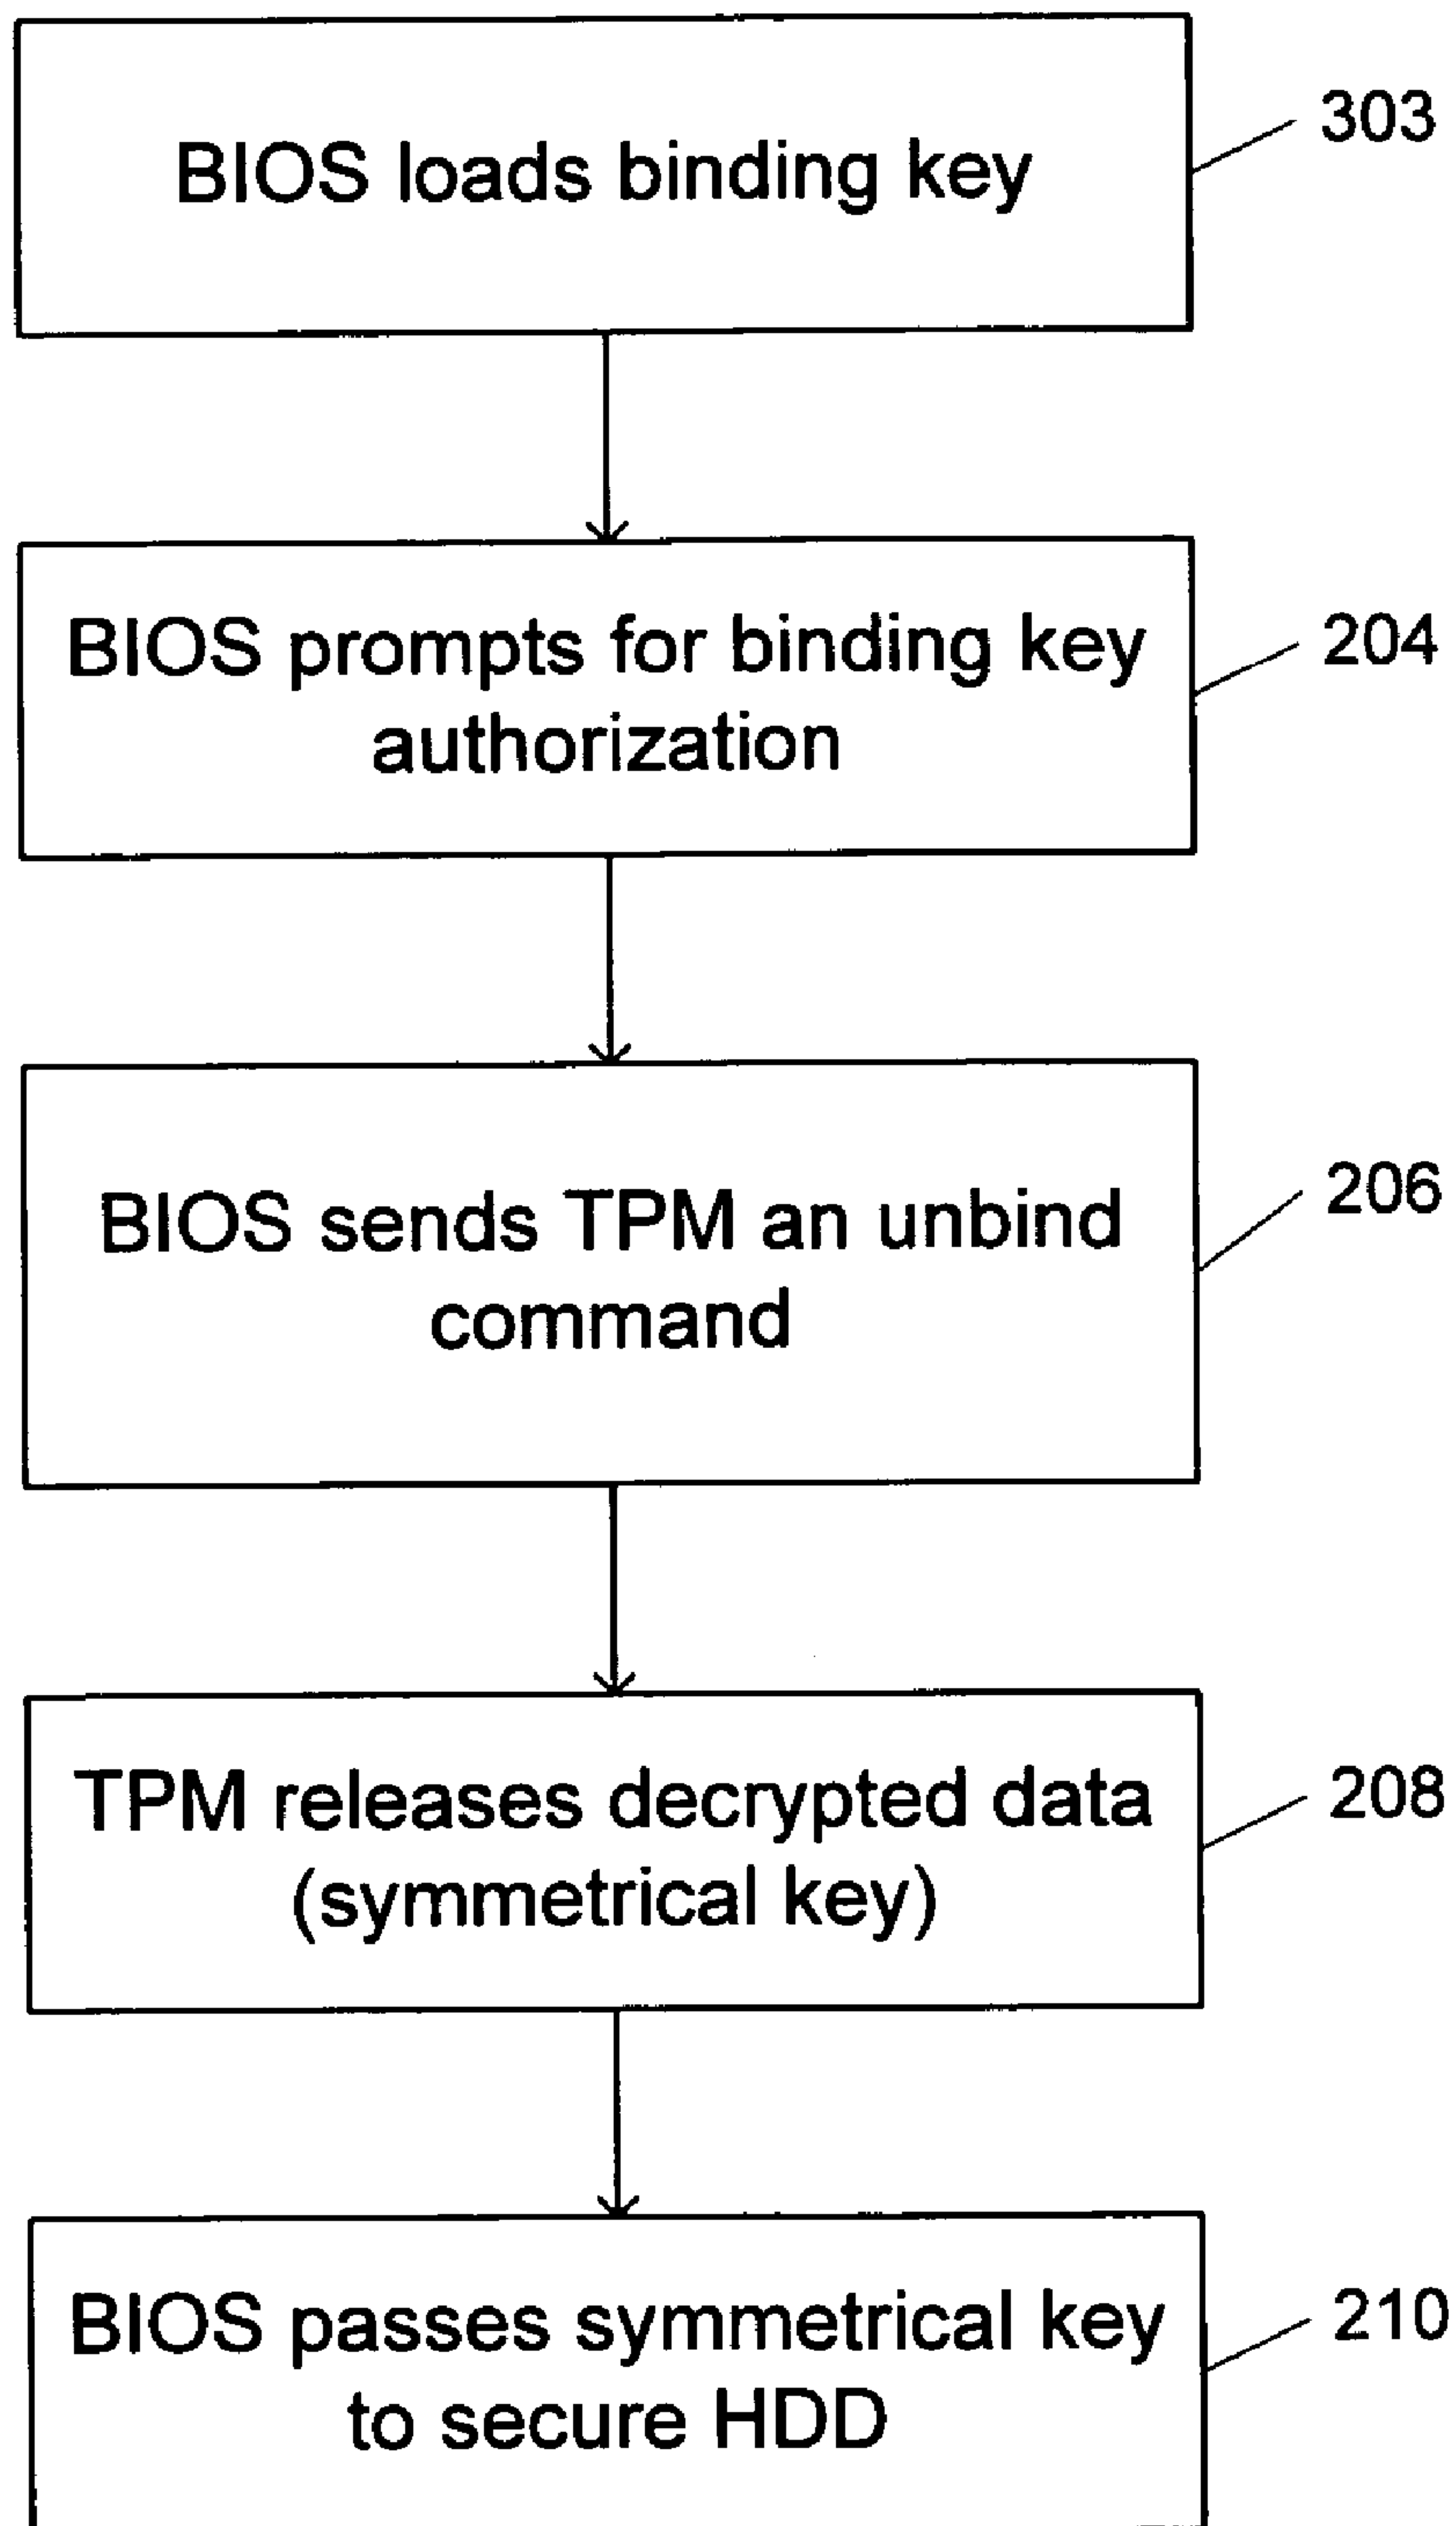 BIOS loads binding key
303
BIOS prompts for binding key
authorization
204
BIOS sends TPM an unbind
command
206
TPM releases decrypted data
(symmetrical key)
208
BIOS passes symmetrical key
to secure HDD
210